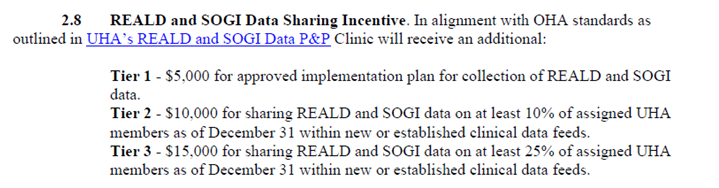 2.8 REALD and SOGI Data Sharing Incentive. In alignment with OHA standards as
outlined in UHA's REALD and SOGI Data P&P Clinic will receive an additional:
Tier 1 - $5,000 for approved implementation plan for collection of REALD and SOGI
data.
Tier 2 - $10,000 for sharing REALD and SOGI data on at least 10% of assigned UHA
members as of December 31 within new or established clinical data feeds.
Tier 3 - $15,000 for sharing REALD and SOGI data on at least 25% of assigned UHA
members as of December 31 within new or established clinical data feeds.